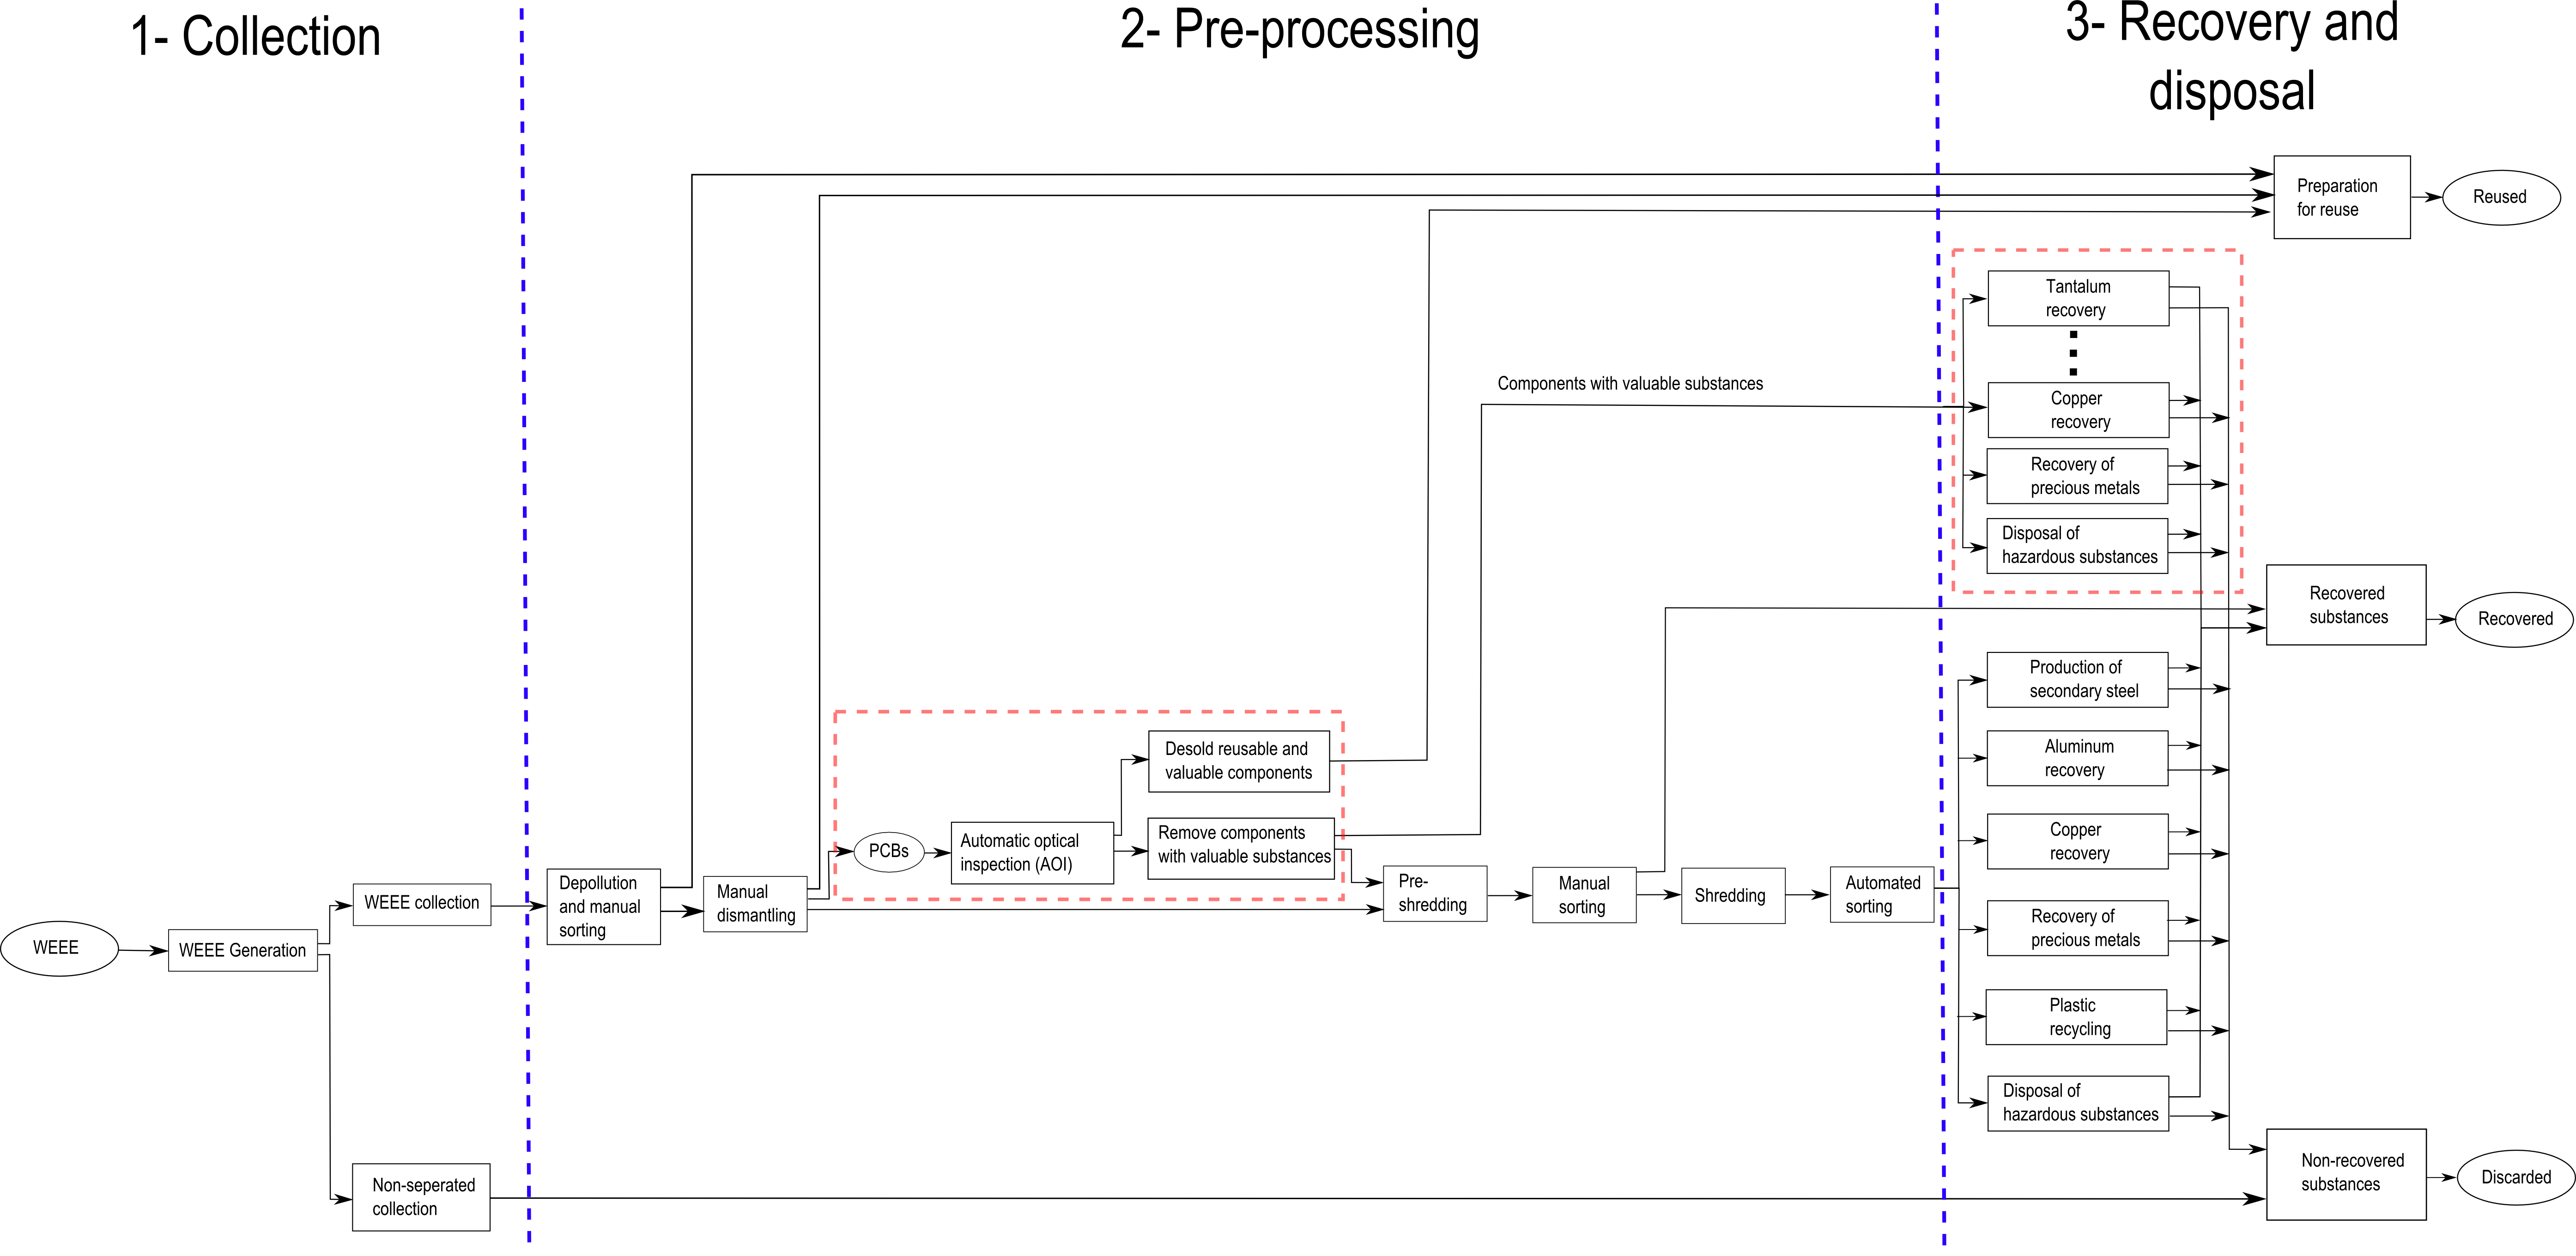 1- Collection
2- Pre-processing
3- Recovery and
disposal
Preparation
for reuse
Reused
Tantalum
recovery
Components with valuable substances
Copper
recovery
Recovery of
precious metals
Disposal of
hazardous substances
Recovered
substances
Recovered
Production of
secondary steel
Desold reusable and
valuable components
Aluminum
recovery
PCBs
Automatic optical
inspection (AOI)
Remove components
with valuable substances
Copper
recovery
WEEE
WEEE Generation
WEEE collection
Depollution
and manual
sorting
Manual
dismantling
Pre-
shredding
Manual
sorting
Shredding
Automated
sorting
Recovery of
precious metals
Plastic
recycling
Disposal of
hazardous substances
Non-seperated
collection
Non-recovered
substances
Discarded